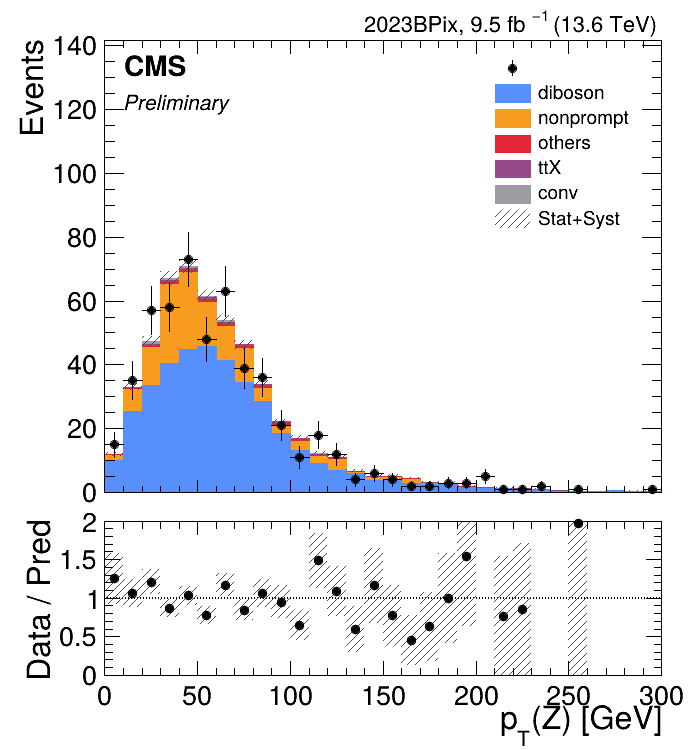 2023BPix, 9.5 fb⁻¹ (13.6 TeV)
CMS
Preliminary
diboson
nonprompt
others
ttX
conv
Stat+Syst
Events
140
120
100
80
60
40
20
0
Data / Pred
2
1.5
1
0.5
0
0 50 100 150 200 250 300
p_T(Z) [GeV]